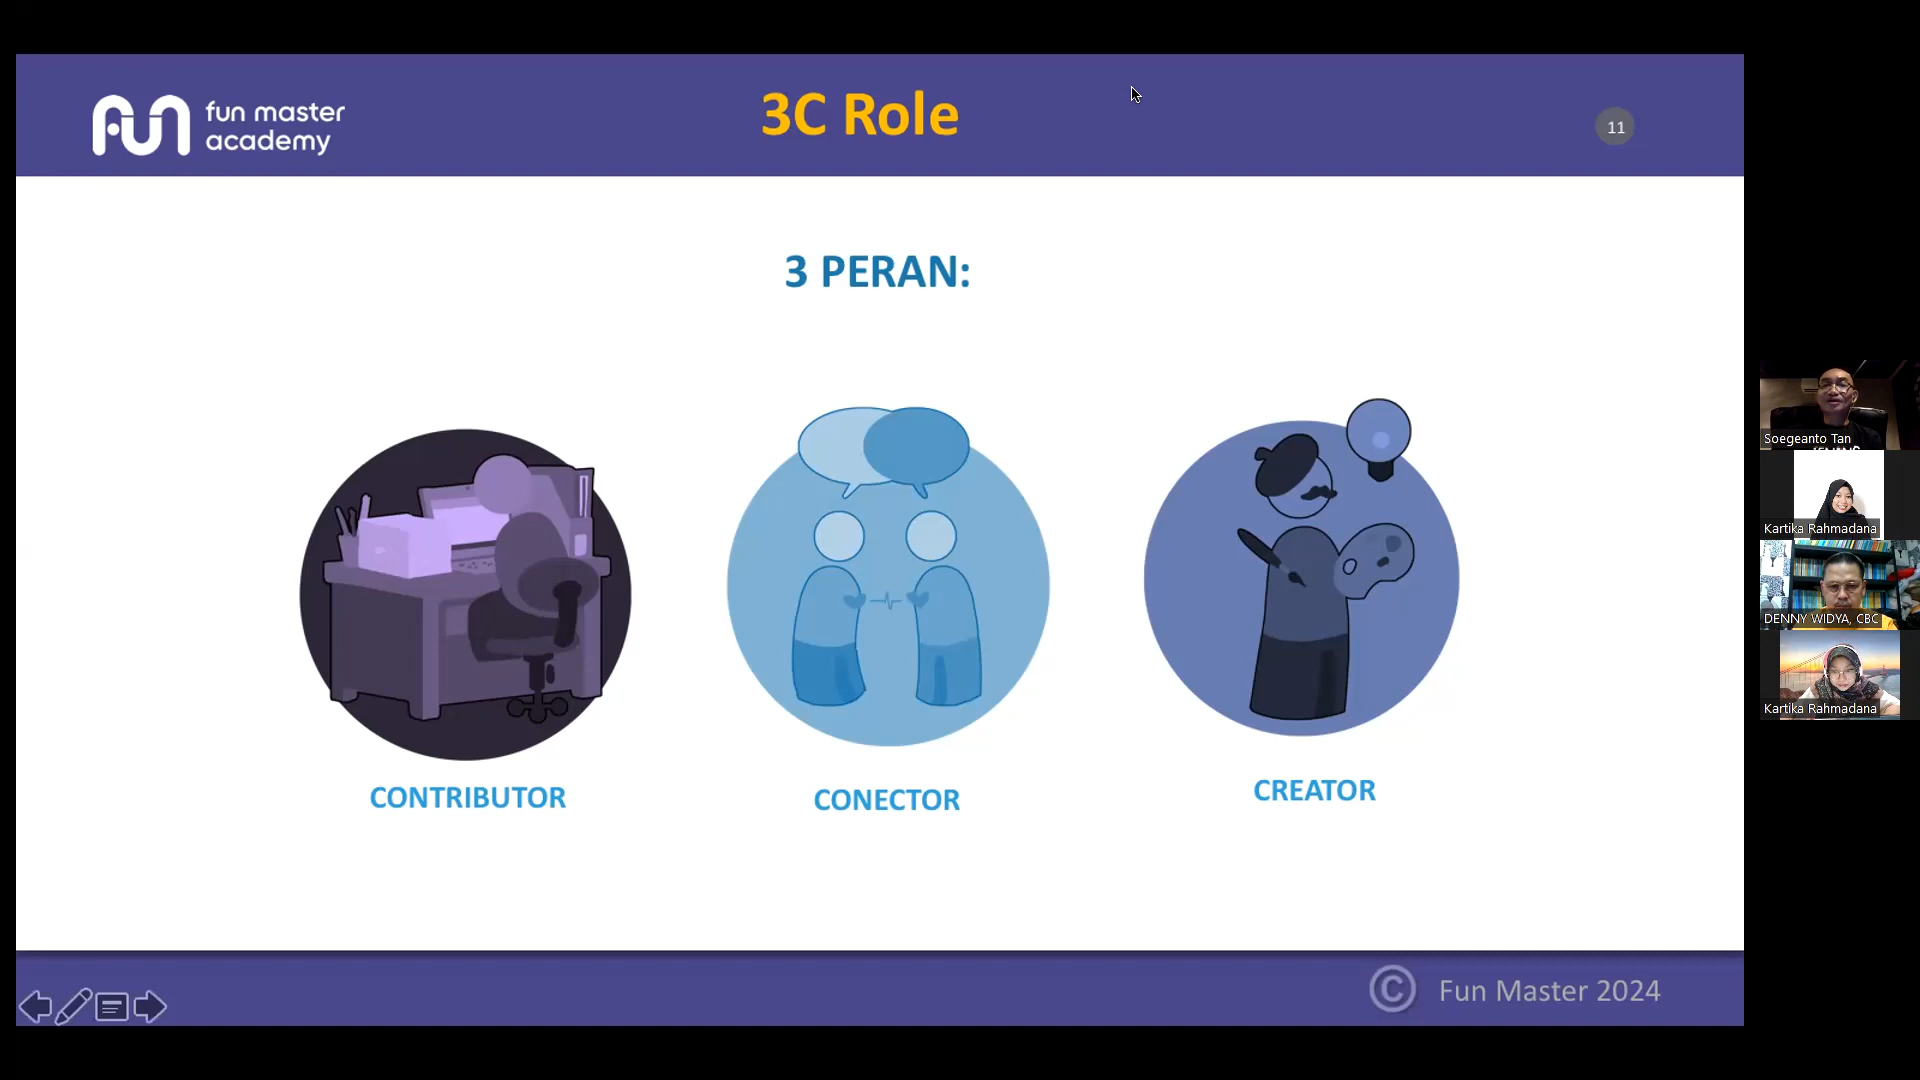 fun master
academy
3C Role
11
3 PERAN:
CONTRIBUTOR
CONECTOR
CREATOR
© Fun Master 2024
Soegeanto Tan
Kartika Rahmadana
DENNY WIDYA, CBC
Kartika Rahmadana